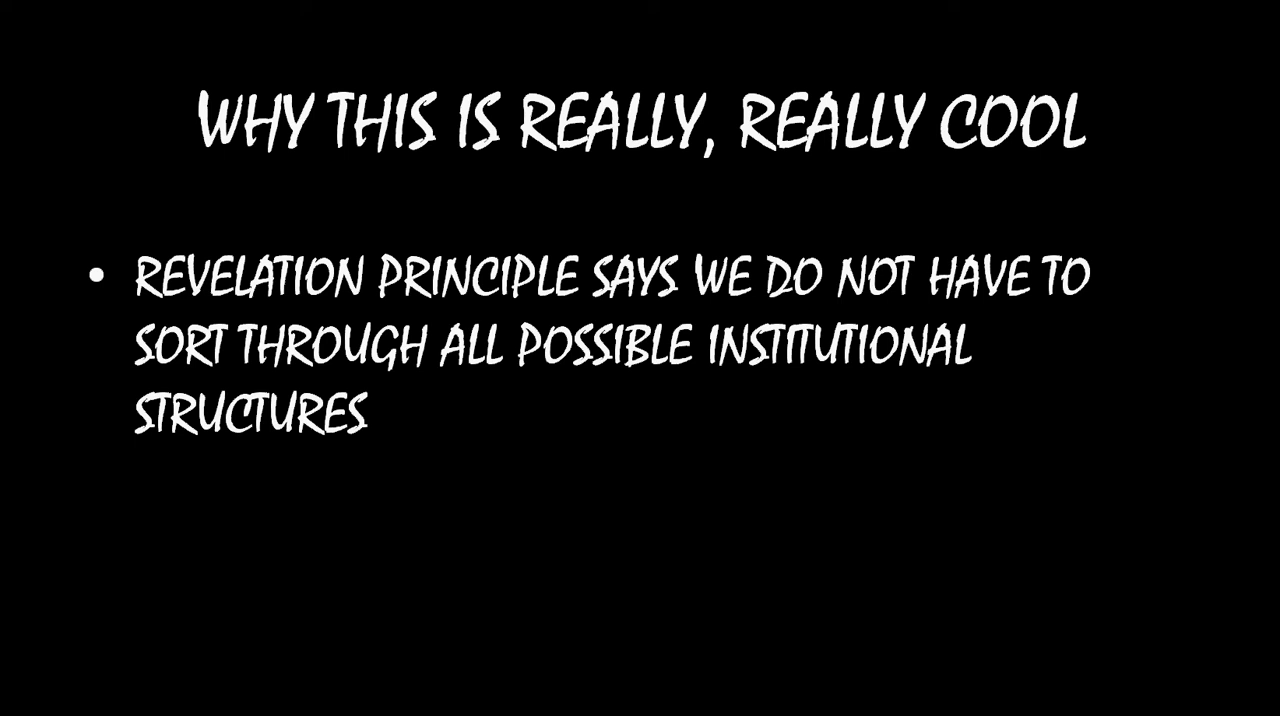 WHY THIS IS REALLY, REALLY COOL
• REVELATION PRINCIPLE SAYS WE DO NOT HAVE TO
SORT THROUGH ALL POSSIBLE INSTITUTIONAL
STRUCTURES